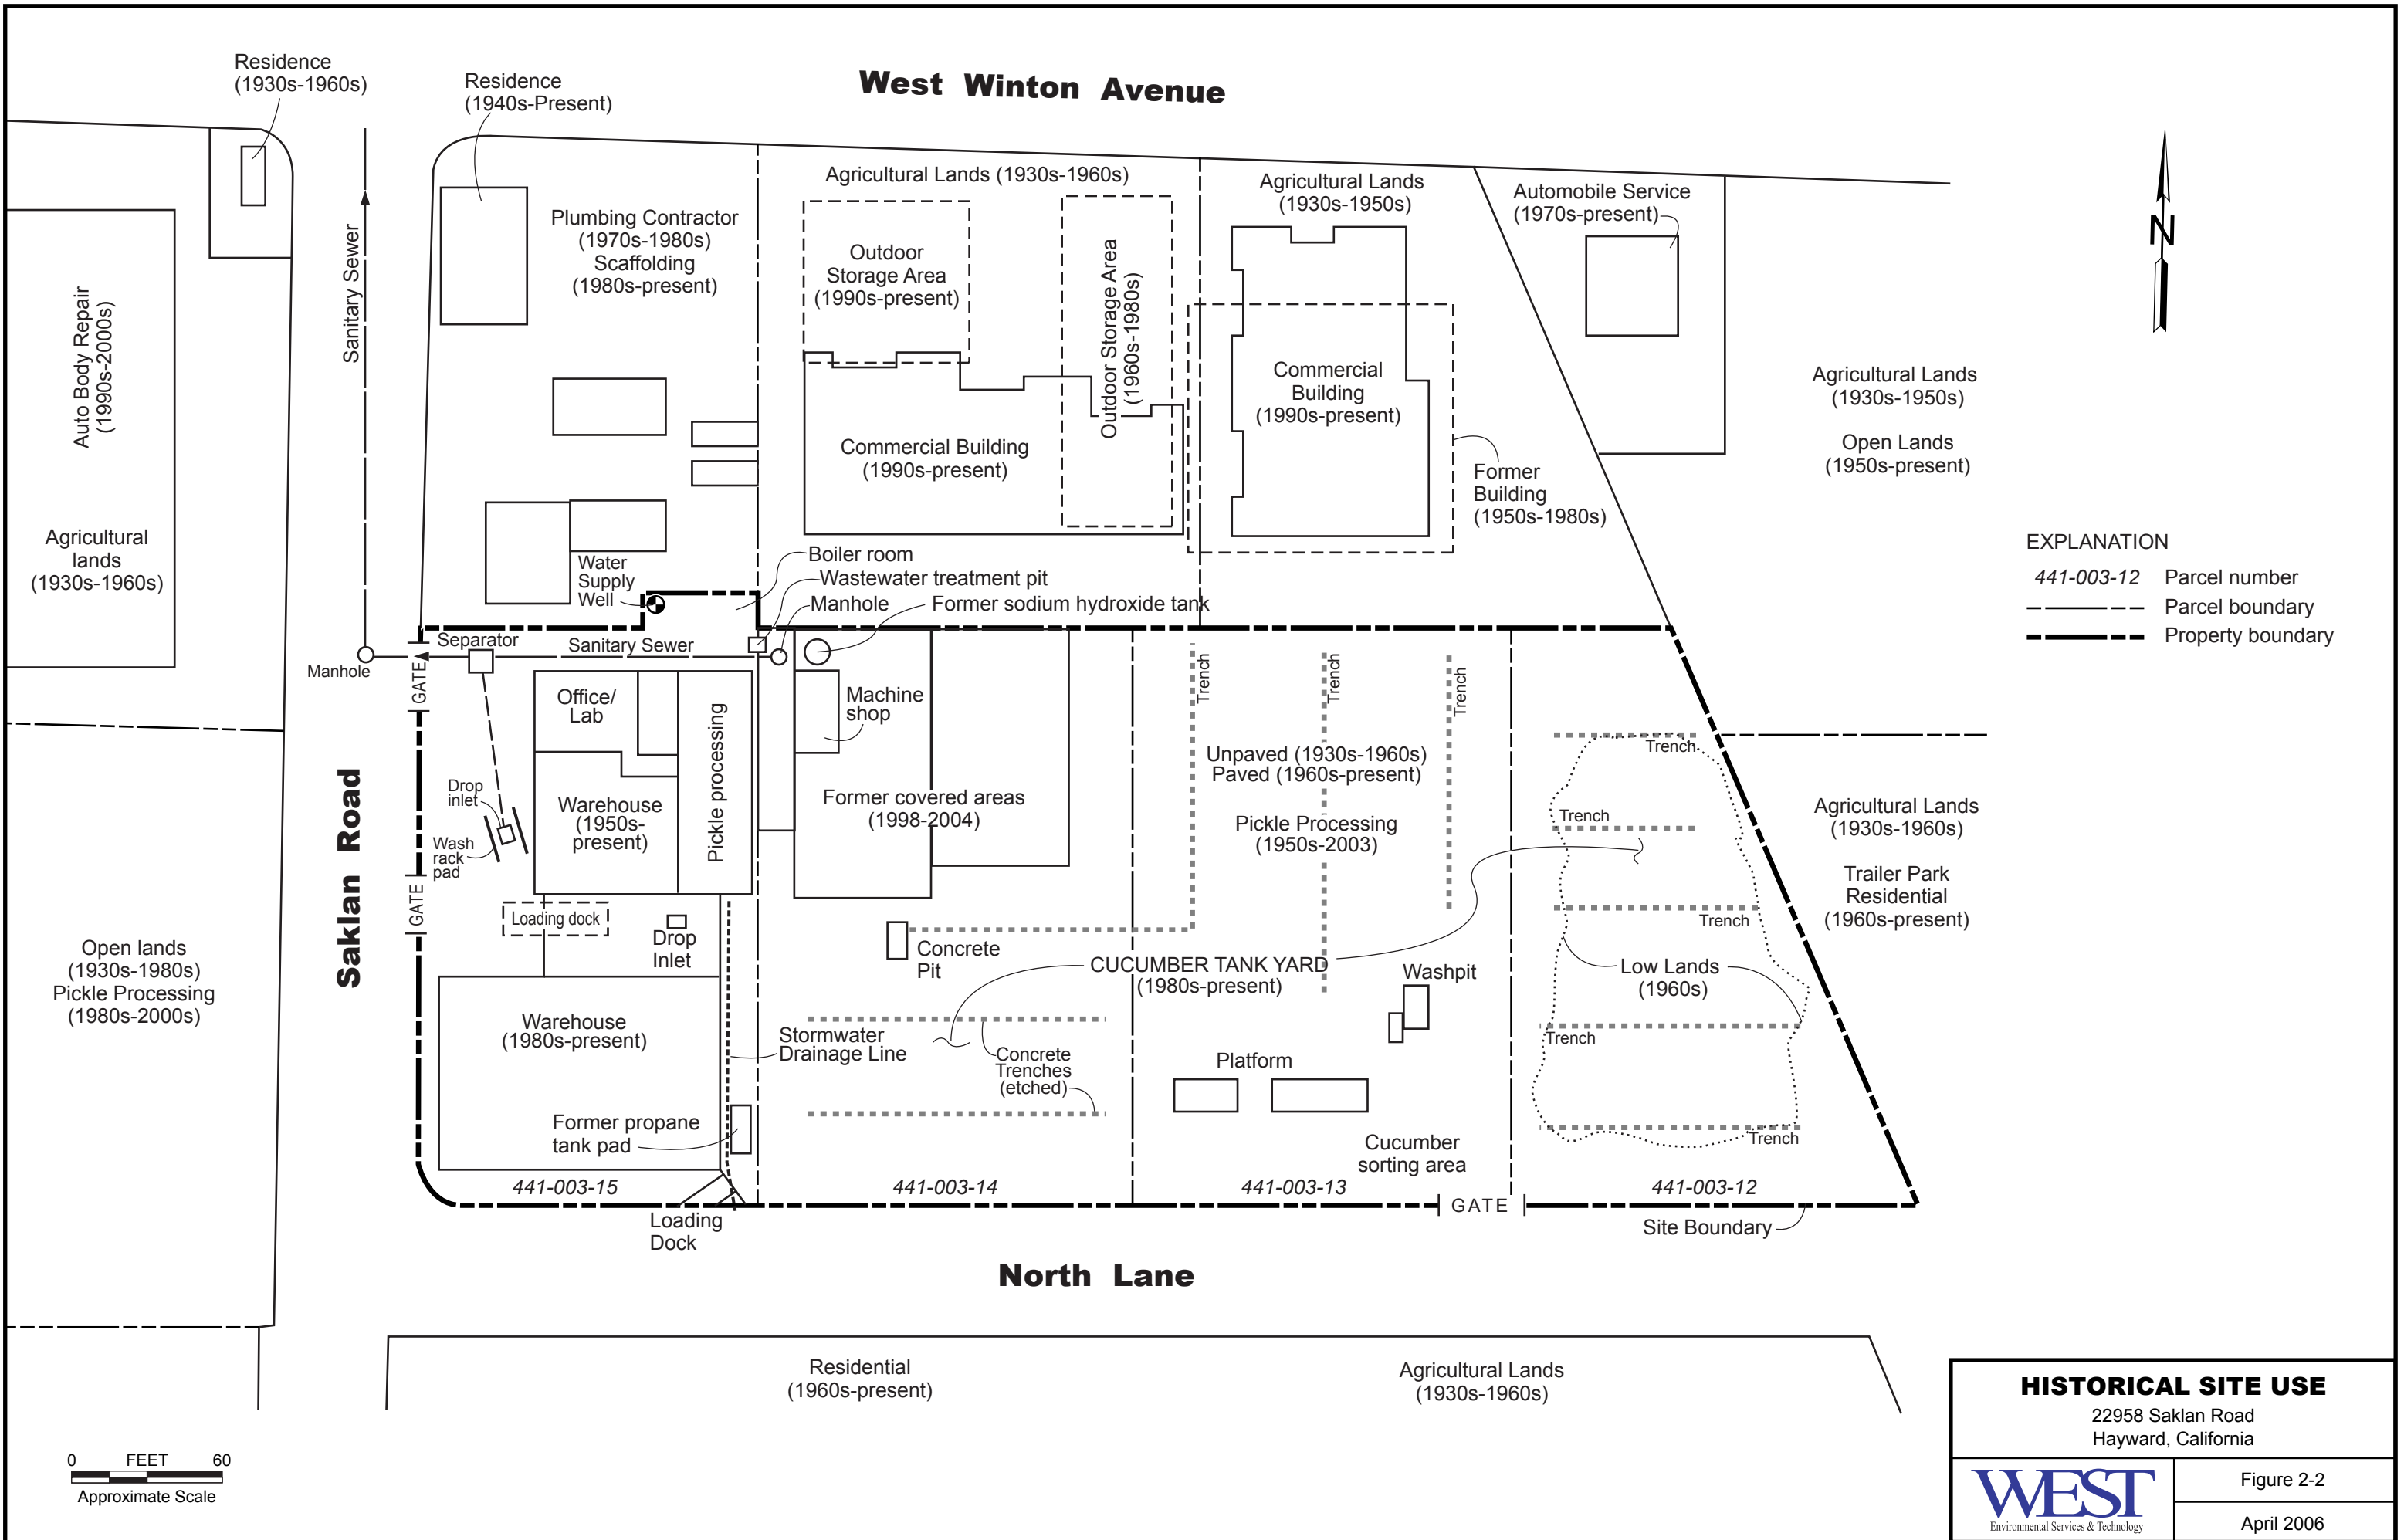 Residence
(1930s-1960s)
Residence
(1940s-Present)
West Winton Avenue
N
Sanitary Sewer
Auto Body Repair
(1990s-2000s)
Agricultural
lands
(1930s-1960s)
Plumbing Contractor
(1970s-1980s)
Scaffolding
(1980s-present)
Agricultural Lands (1930s-1960s)
Outdoor
Storage Area
(1990s-present)
Outdoor Storage Area
(1960s-1980s)
Commercial Building
(1990s-present)
Agricultural Lands
(1930s-1950s)
Commercial
Building
(1990s-present)
Former
Building
(1950s-1980s)
Automobile Service
(1970s-present)
Agricultural Lands
(1930s-1950s)
Open Lands
(1950s-present)
EXPLANATION
441-003-12 Parcel number
Parcel boundary
Property boundary
Water
Supply
Well
Boiler room
Wastewater treatment pit
Manhole
Former sodium hydroxide tank
Separator
Sanitary Sewer
Manhole
GATE
Office/
Lab
Pickle processing
Machine
shop
Drop
inlet
Wash
rack
pad
Warehouse
(1950s-
present)
Former covered areas
(1998-2004)
Trench
Trench
Trench
Unpaved (1930s-1960s)
Paved (1960s-present)
Pickle Processing
(1950s-2003)
Trench
Trench
Trench
Agricultural Lands
(1930s-1960s)
Trailer Park
Residential
(1960s-present)
Saklan Road
GATE
Loading dock
Drop
Inlet
Concrete
Pit
CUCUMBER TANK YARD
(1980s-present)
Washpit
Low Lands
(1960s)
Open lands
(1930s-1980s)
Pickle Processing
(1980s-2000s)
Warehouse
(1980s-present)
Stormwater
Drainage Line
Concrete
Trenches
(etched)
Platform
Trench
Trench
Former propane
tank pad
Cucumber
sorting area
441-003-15
441-003-14
441-003-13
441-003-12
GATE
Loading
Dock
Site Boundary
North Lane
Residential
(1960s-present)
Agricultural Lands
(1930s-1960s)
0 FEET 60
Approximate Scale
HISTORICAL SITE USE
22958 Saklan Road
Hayward, California
WEST
Environmental Services & Technology
Figure 2-2
April 2006